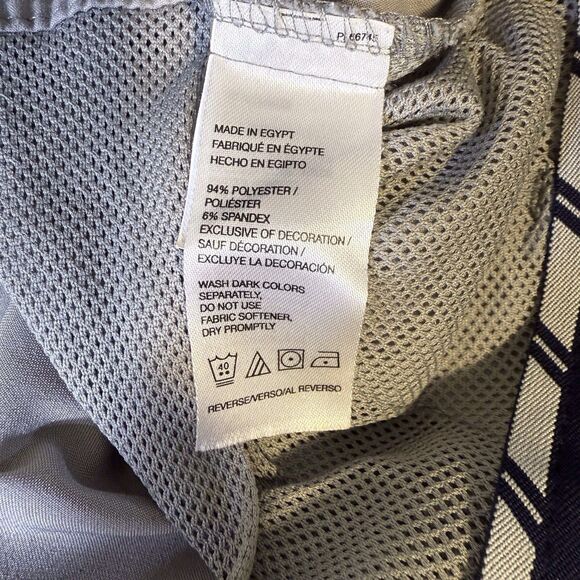 MADE IN EGYPT
FABRIQUÉ EN ÉGYPTE
HECHO EN EGIPTO
94% POLYESTER /
POLIÉSTER
6% SPANDEX
EXCLUSIVE OF DECORATION /
SAUF DÉCORATION /
EXCLUYE LA DECORACIÓN
WASH DARK COLORS
SEPARATELY,
DO NOT USE
FABRIC SOFTENER,
DRY PROMPTLY
40
REVERSE/VERSO/AL REVERSO